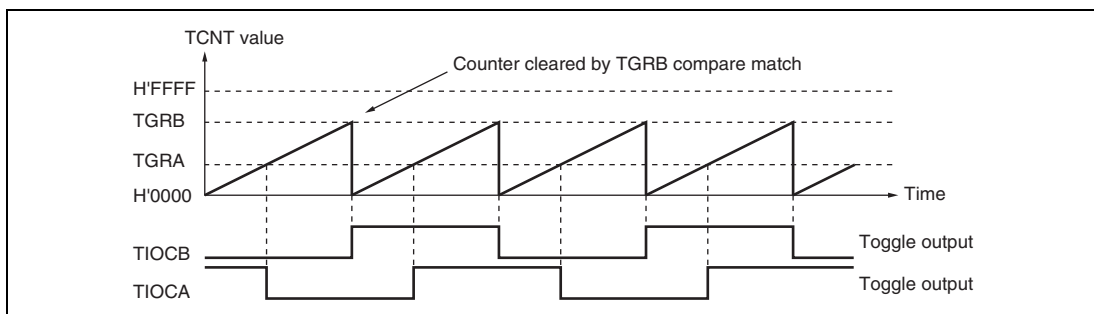 TCNT value
Counter cleared by TGRB compare match
H'FFFF
TGRB
TGRA
H'0000
Time
TIOCB
Toggle output
TIOCA
Toggle output